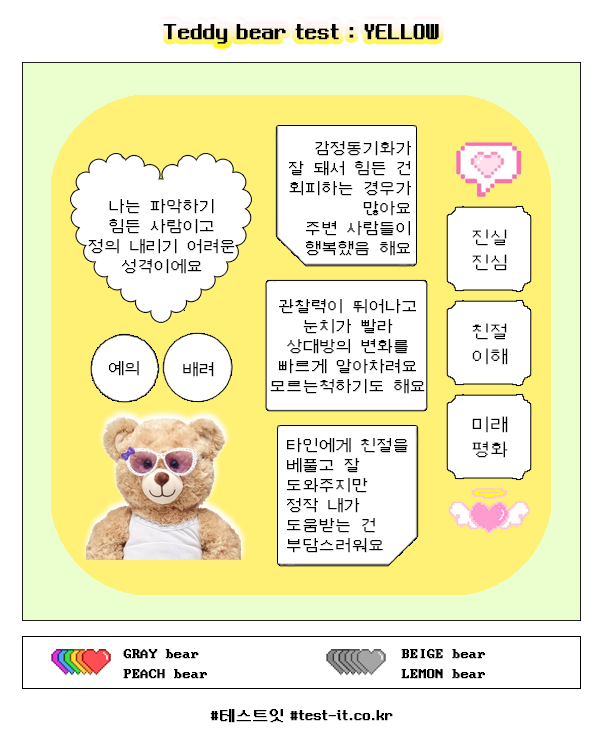 Teddy bear test : YELLOW
나는 파악하기
힘든 사람이고
정의 내리기 어려운
성격이에요
예의
배려
감정동기화가
잘 돼서 힘든 건
회피하는 경우가
많아요
주변 사람들이
행복했음 해요
관찰력이 뛰어나고
눈치가 빨라
상대방의 변화를
빠르게 알아차려요
모르는척하기도 해요
타인에게 친절을
베풀고 잘
도와주지만
정작 내가
도움받는 건
부담스러워요
진실
진심
친절
이해
미래
평화
GRAY bear
PEACH bear
BEIGE bear
LEMON bear
#테스트잇 #test-it.co.kr